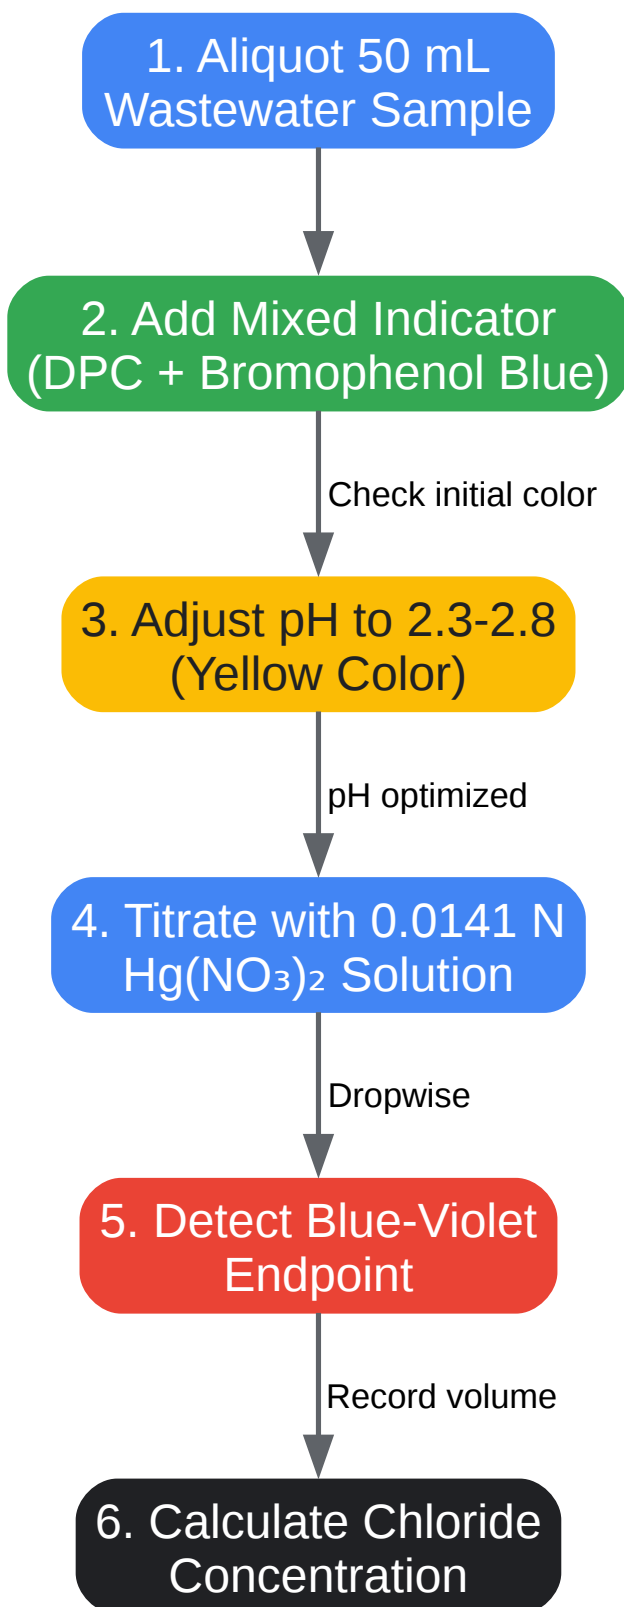 1. Aliquot 50 mL
Wastewater Sample
2. Add Mixed Indicator
(DPC + Bromophenol Blue)
Check initial color
3. Adjust pH to 2.3-2.8
(Yellow Color)
pH optimized
4. Titrate with 0.0141 N
Hg(NO₃)₂ Solution
Dropwise
5. Detect Blue-Violet
Endpoint
Record volume
6. Calculate Chloride
Concentration